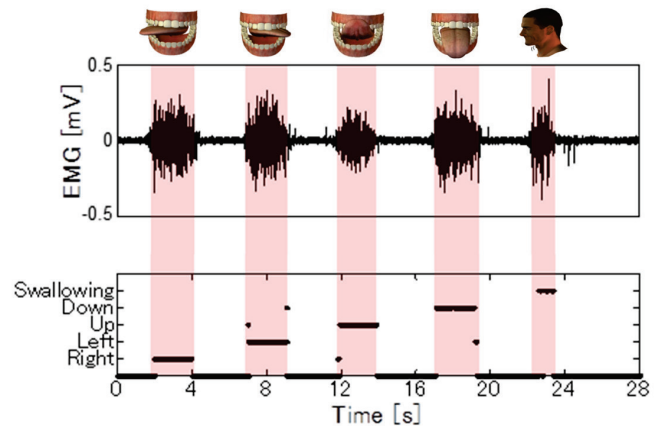 0.5
0
-0.5
EMG [mV]
Swallowing
Down
Up
Left
Right
0 4 8 12 16 20 24 28
Time [s]